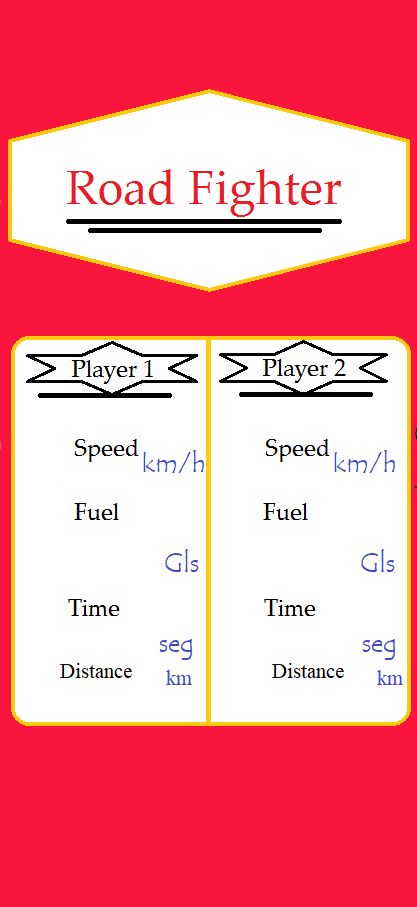 Road Fighter
Player 1
Speed
km/h
Fuel
Gls
Time
seg
Distance
km
Player 2
Speed
km/h
Fuel
Gls
Time
seg
Distance
km